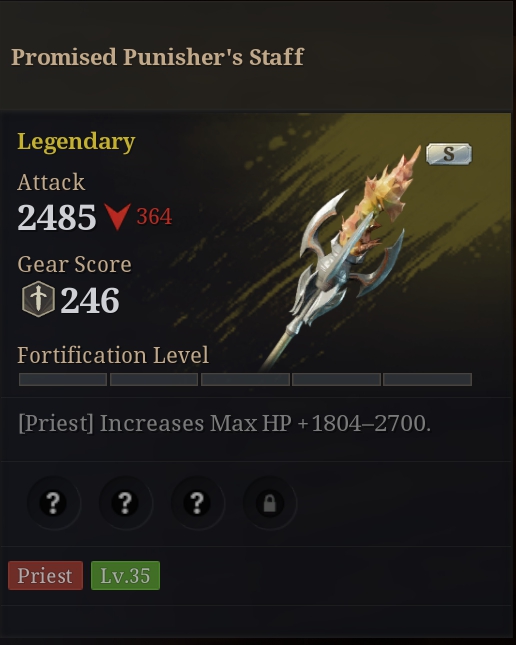 Promised Punisher's Staff
Legendary
S
Attack
2485 364
Gear Score
246
Fortification Level
[Priest] Increases Max HP +1804–2700.
? ? ?
Priest Lv.35